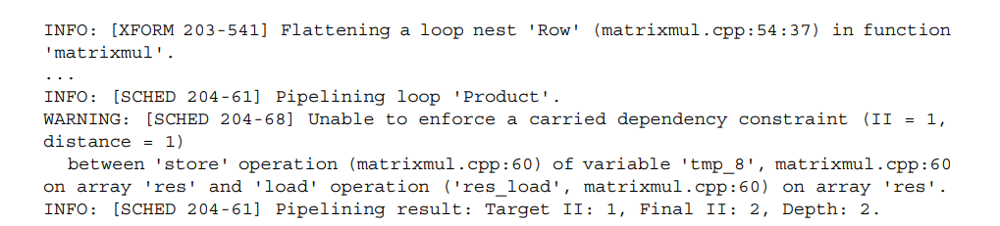 INFO: [XFORM 203-541] Flattening a loop nest 'Row' (matrixmul.cpp:54:37) in function
'matrixmul'.
...
INFO: [SCHED 204-61] Pipelining loop 'Product'.
WARNING: [SCHED 204-68] Unable to enforce a carried dependency constraint (II = 1,
distance = 1)
  between 'store' operation (matrixmul.cpp:60) of variable 'tmp_8', matrixmul.cpp:60
on array 'res' and 'load' operation ('res_load', matrixmul.cpp:60) on array 'res'.
INFO: [SCHED 204-61] Pipelining result: Target II: 1, Final II: 2, Depth: 2.